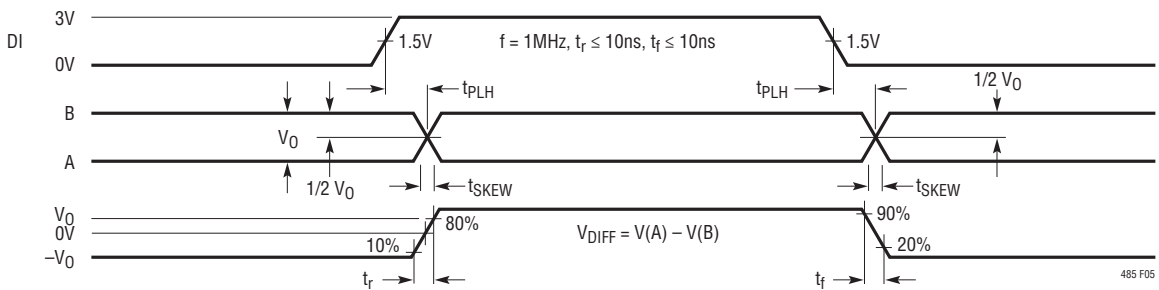 3V
DI
1.5V
f = 1MHz, tr ≤ 10ns, tf ≤ 10ns
1.5V
0V
tPLH
tPLH
1/2 VO
B
VO
A
1/2 VO
tSKEW
tSKEW
VO
0V
–VO
80%
10%
VDIFF = V(A) – V(B)
90%
20%
tr
tf
485 F05